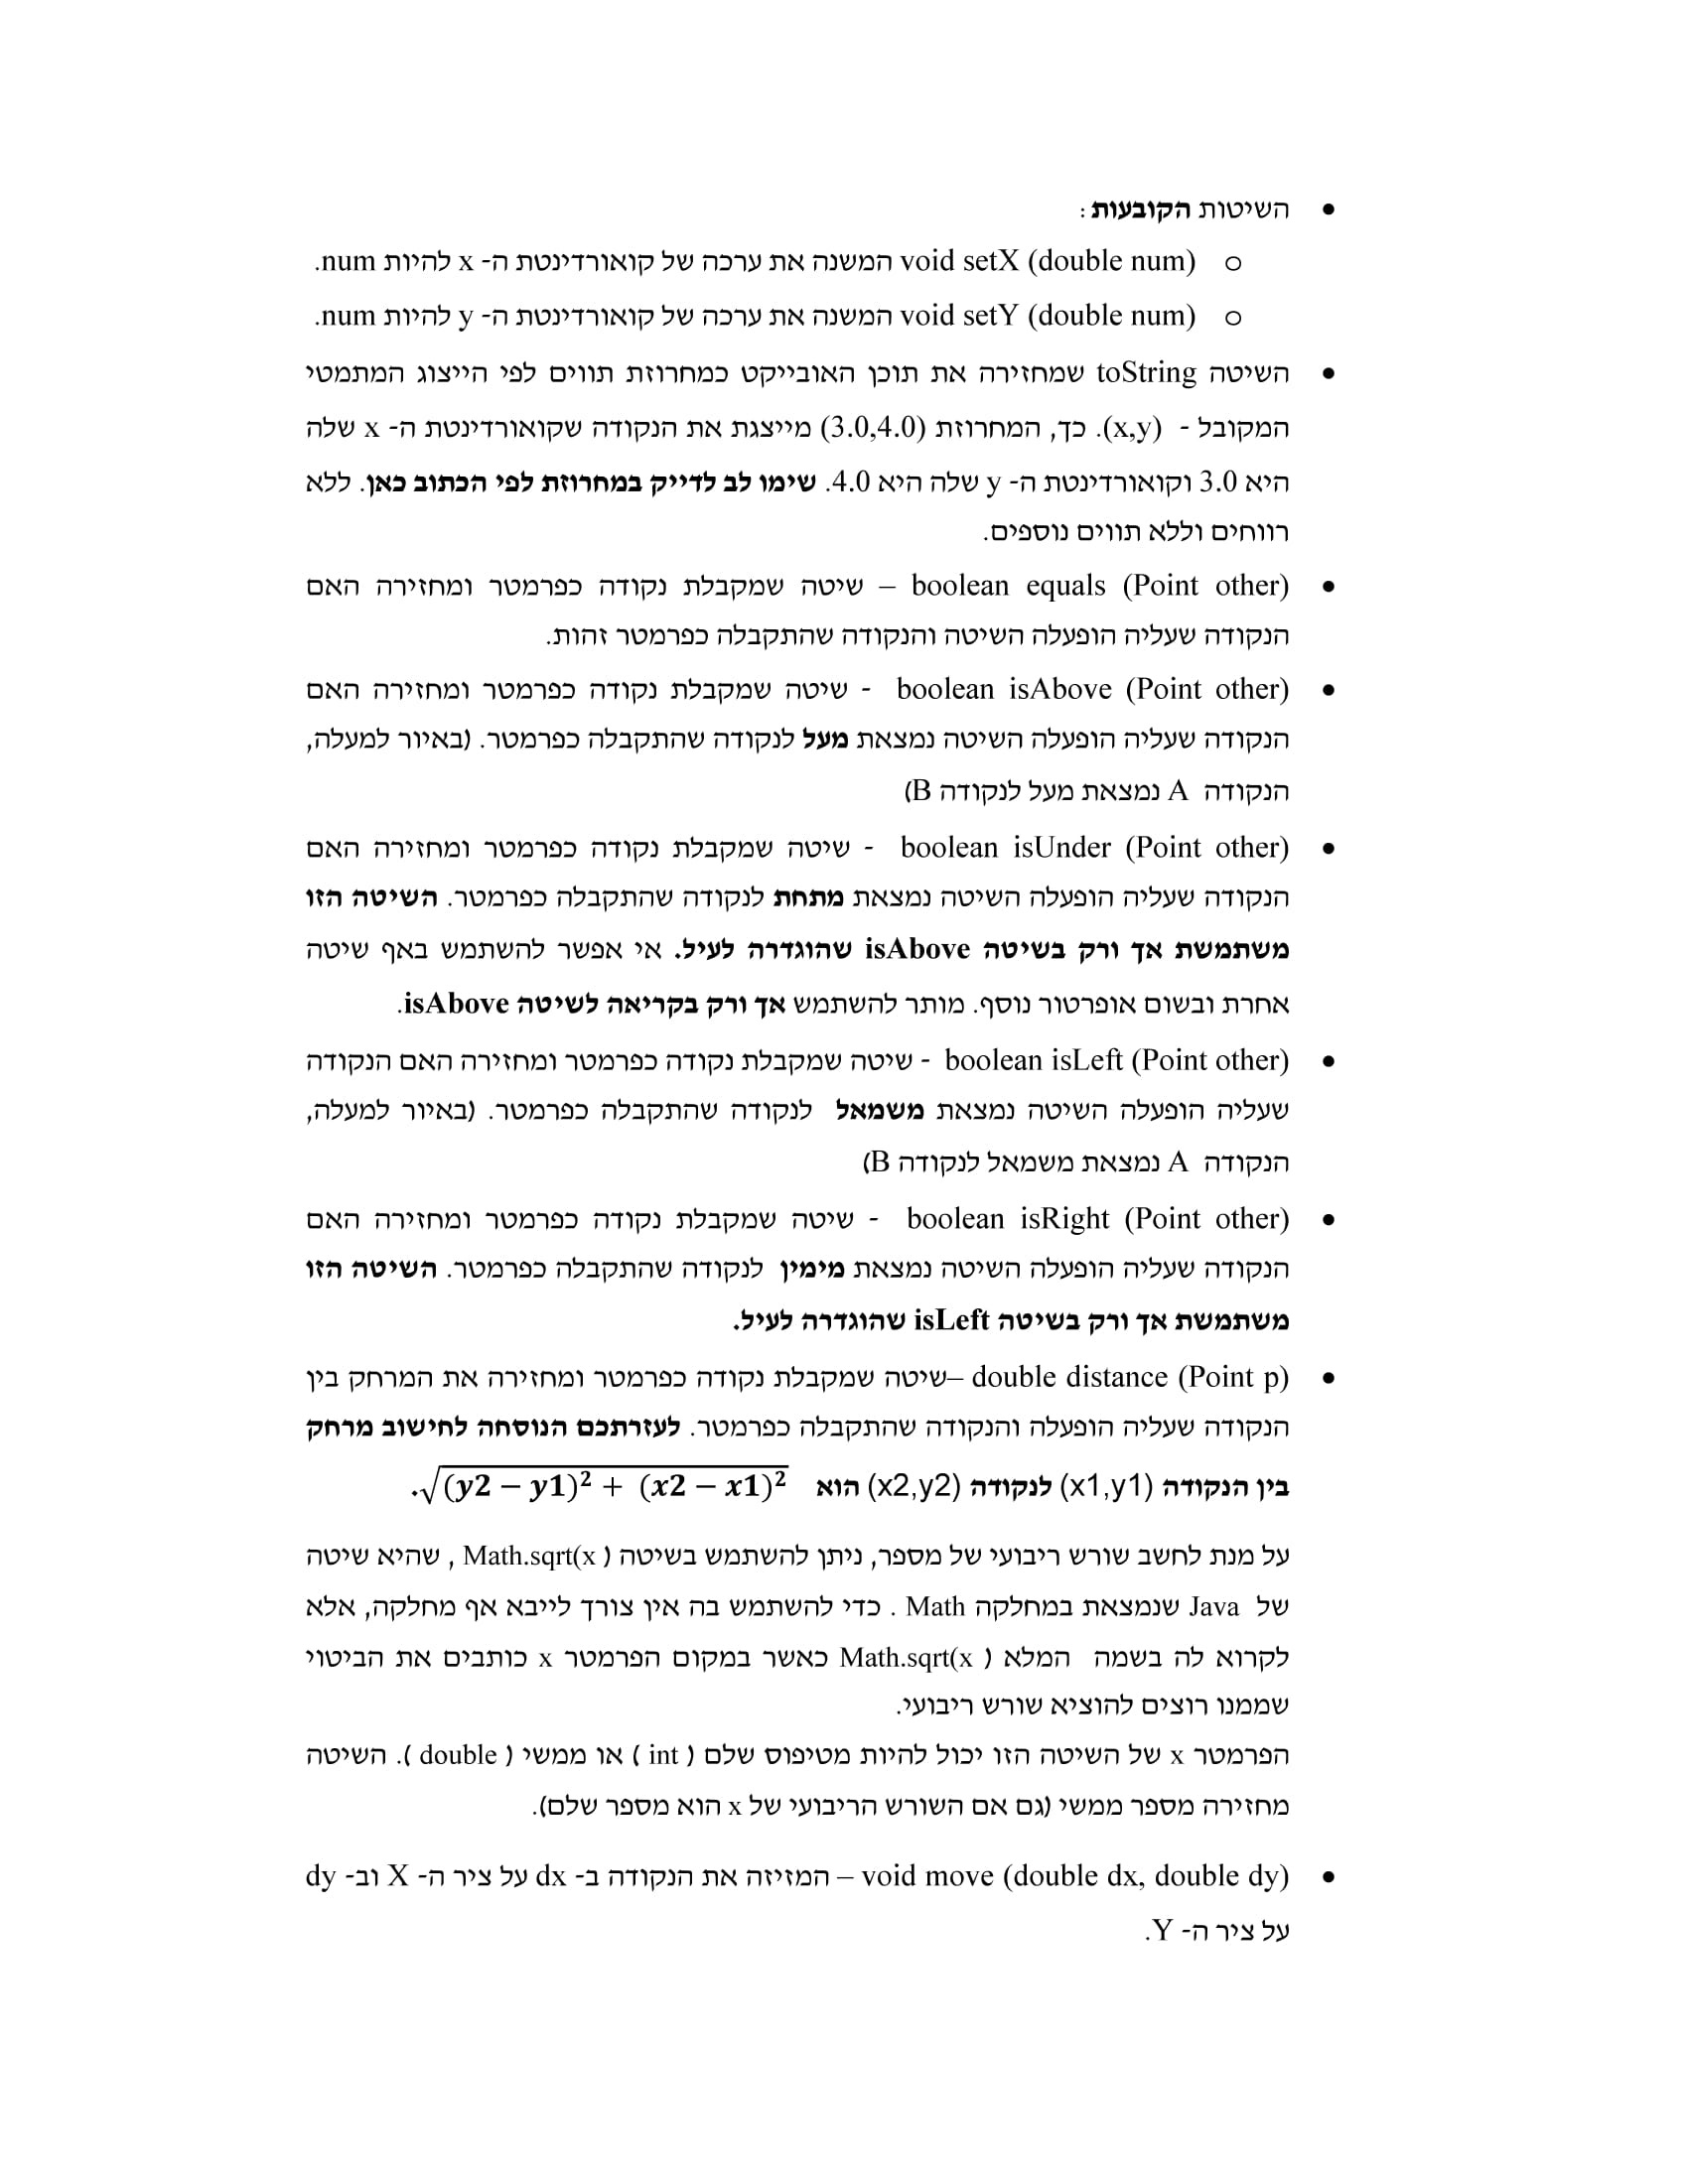 • השיטות הקובעות:
o void setX (double num) המשנה את ערכה של קואורדינטת ה- x להיות num.
o void setY (double num) המשנה את ערכה של קואורדינטת ה- y להיות num.
• השיטה toString שמחזירה את תוכן האובייקט כמחרוזת תווים לפי הייצוג המתמטי
המקובל - (x,y). כך, המחרוזת (3.0,4.0) מייצגת את הנקודה שקואורדינטת ה- x שלה
היא 3.0 וקואורדינטת ה- y שלה היא 4.0. שימו לב לדייק במחרוזת לפי הכתוב כאן. ללא
רווחים וללא תווים נוספים.
• boolean equals (Point other) – שיטה שמקבלת נקודה כפרמטר ומחזירה האם
הנקודה שעליה הופעלה השיטה והנקודה שהתקבלה כפרמטר זהות.
• boolean isAbove (Point other) - שיטה שמקבלת נקודה כפרמטר ומחזירה האם
הנקודה שעליה הופעלה השיטה נמצאת מעל לנקודה שהתקבלה כפרמטר. (באיור למעלה,
הנקודה A נמצאת מעל לנקודה B)
• boolean isUnder (Point other) - שיטה שמקבלת נקודה כפרמטר ומחזירה האם
הנקודה שעליה הופעלה השיטה נמצאת מתחת לנקודה שהתקבלה כפרמטר. השיטה הזו
משתמשת אך ורק בשיטה isAbove שהוגדרה לעיל. אי אפשר להשתמש באף שיטה
אחרת ובשום אופרטור נוסף. מותר להשתמש אך ורק בקריאה לשיטה isAbove.
• boolean isLeft (Point other) - שיטה שמקבלת נקודה כפרמטר ומחזירה האם הנקודה
שעליה הופעלה השיטה נמצאת משמאל לנקודה שהתקבלה כפרמטר. (באיור למעלה,
הנקודה A נמצאת משמאל לנקודה B)
• boolean isRight (Point other) - שיטה שמקבלת נקודה כפרמטר ומחזירה האם
הנקודה שעליה הופעלה השיטה נמצאת מימין לנקודה שהתקבלה כפרמטר. השיטה הזו
משתמשת אך ורק בשיטה isLeft שהוגדרה לעיל.
• double distance (Point p) –שיטה שמקבלת נקודה כפרמטר ומחזירה את המרחק בין
הנקודה שעליה הופעלה והנקודה שהתקבלה כפרמטר. לעזרתכם הנוסחה לחישוב מרחק
בין הנקודה (x1,y1) לנקודה (x2,y2) הוא √(y2 − y1)² + (x2 − x1)².
על מנת לחשב שורש ריבועי של מספר, ניתן להשתמש בשיטה Math.sqrt(x ) , שהיא שיטה
של Java שנמצאת במחלקה Math . כדי להשתמש בה אין צורך לייבא אף מחלקה, אלא
לקרוא לה בשמה המלא Math.sqrt(x ) כאשר במקום הפרמטר x כותבים את הביטוי
שממנו רוצים להוציא שורש ריבועי.
הפרמטר x של השיטה הזו יכול להיות מטיפוס שלם ( int ) או ממשי ( double ). השיטה
מחזירה מספר ממשי (גם אם השורש הריבועי של x הוא מספר שלם).
• void move (double dx, double dy) – המזיזה את הנקודה ב- dx על ציר ה- X וב- dy
על ציר ה- Y.